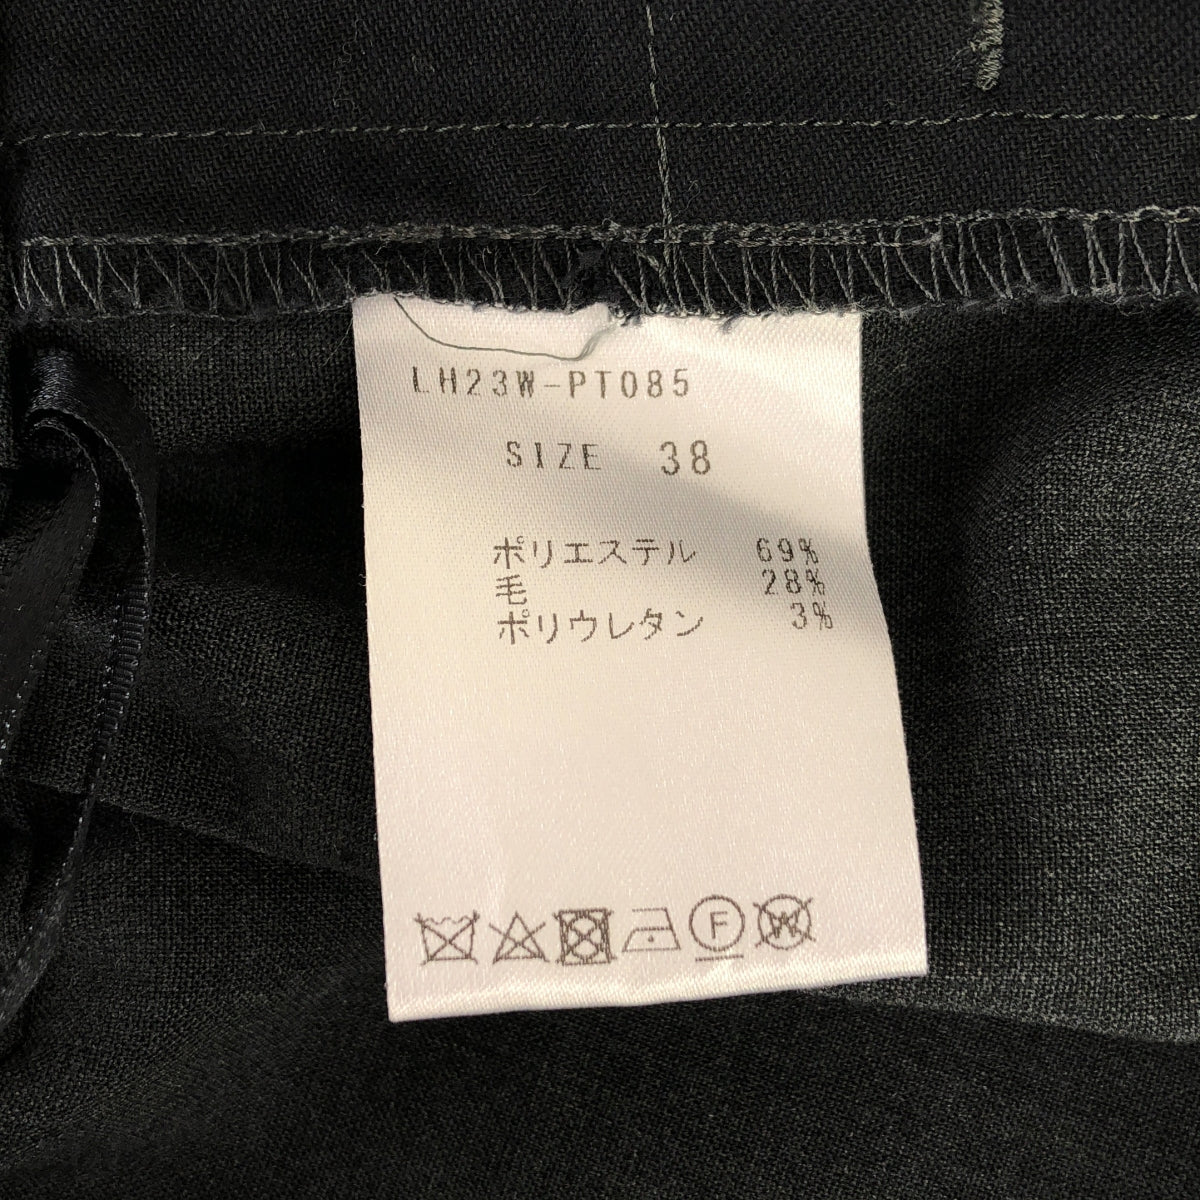 LH23W-PT085
SIZE 38
ポリエステル 69%
毛 28%
ポリウレタン 3%
F W